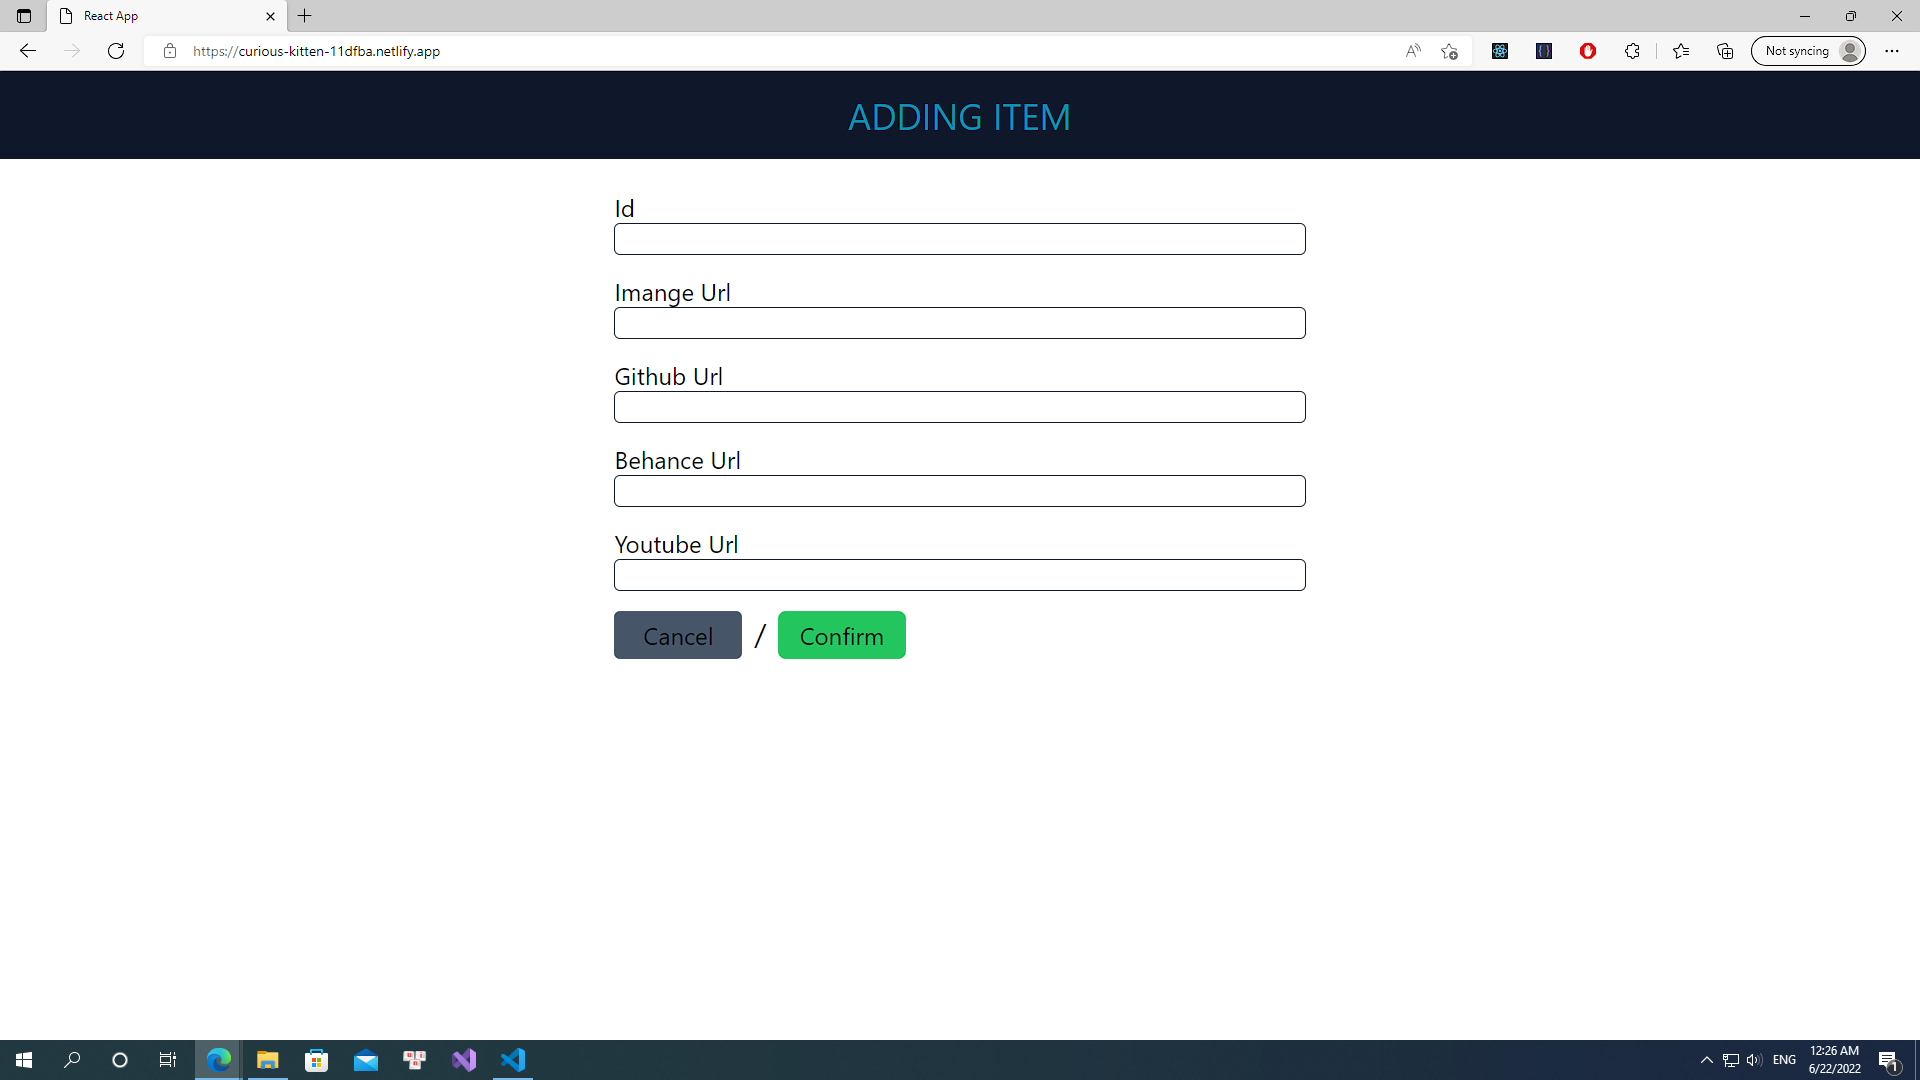 React App
https://curious-kitten-11dfba.netlify.app
Not syncing
ADDING ITEM
Id
Imange Url
Github Url
Behance Url
Youtube Url
Cancel / Confirm
ENG
12:26 AM
6/22/2022
1